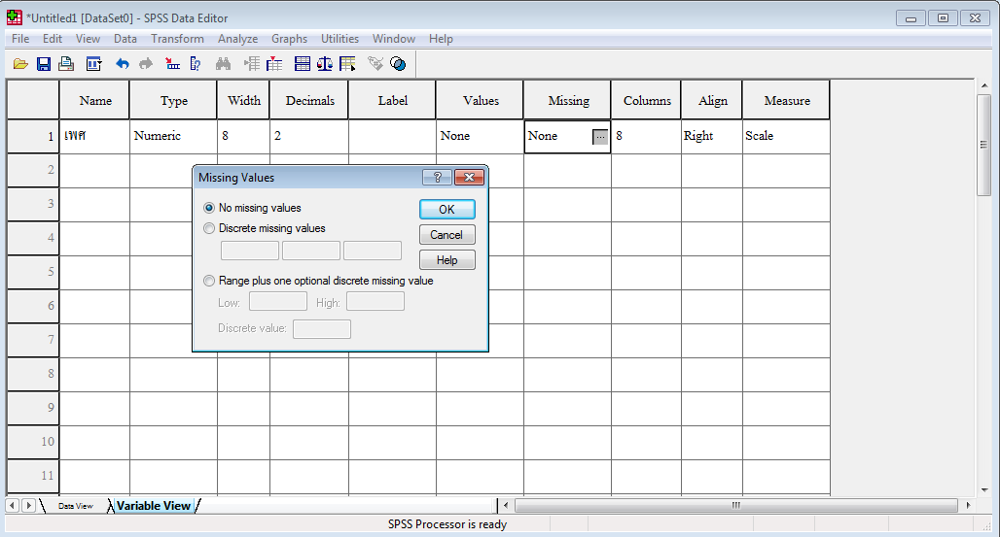 *Untitled1 [DataSet0] - SPSS Data Editor
File Edit View Data Transform Analyze Graphs Utilities Window Help
Name Type Width Decimals Label Values Missing Columns Align Measure
1 เพศ Numeric 8 2 None None ... 8 Right Scale
2
Missing Values ?
3
No missing values OK
4
Discrete missing values Cancel
5
Help
Range plus one optional discrete missing value
6
Low: High:
7
Discrete value:
8
9
10
11
Data View Variable View
SPSS Processor is ready